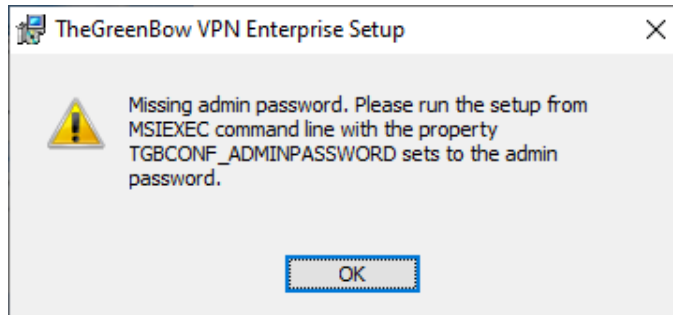 TheGreenBow VPN Enterprise Setup
Missing admin password. Please run the setup from
MSIEXEC command line with the property
TGBCONF_ADMINPASSWORD sets to the admin
password.
OK